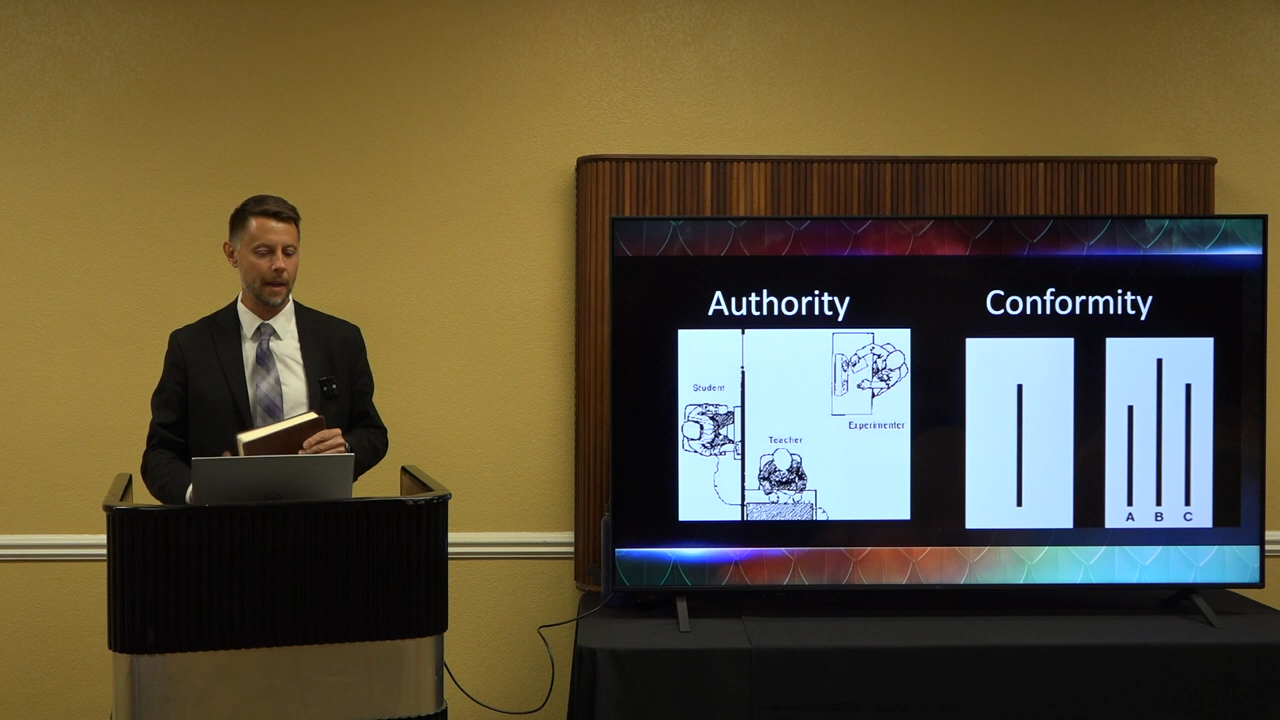 Authority
Conformity
Student
Teacher
Experimenter
A B C